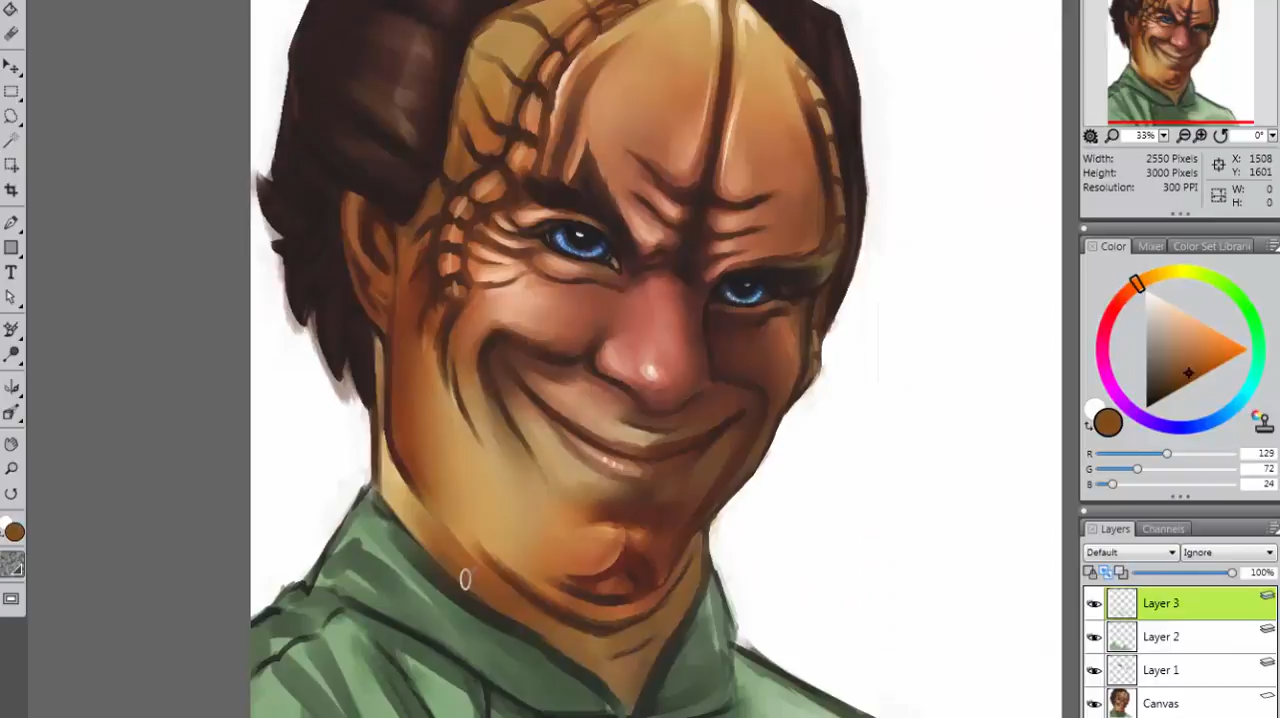 33%
0°
Width: 2550 Pixels
Height: 3000 Pixels
Resolution: 300 PPI
X: 1508
Y: 1601
W: 0
H: 0
Color Mixer Color Set Librari
R 129
G 72
B 24
Layers Channels
Default Ignore
100%
Layer 3
Layer 2
Layer 1
Canvas
T